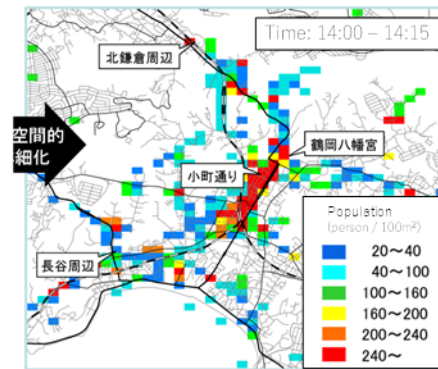 Time: 14:00 – 14:15
北鎌倉周辺
空間的
細化
鶴岡八幡宮
小町通り
長谷周辺
Population
(person / 100m²)
20～40
40～100
100～160
160～200
200～240
240～